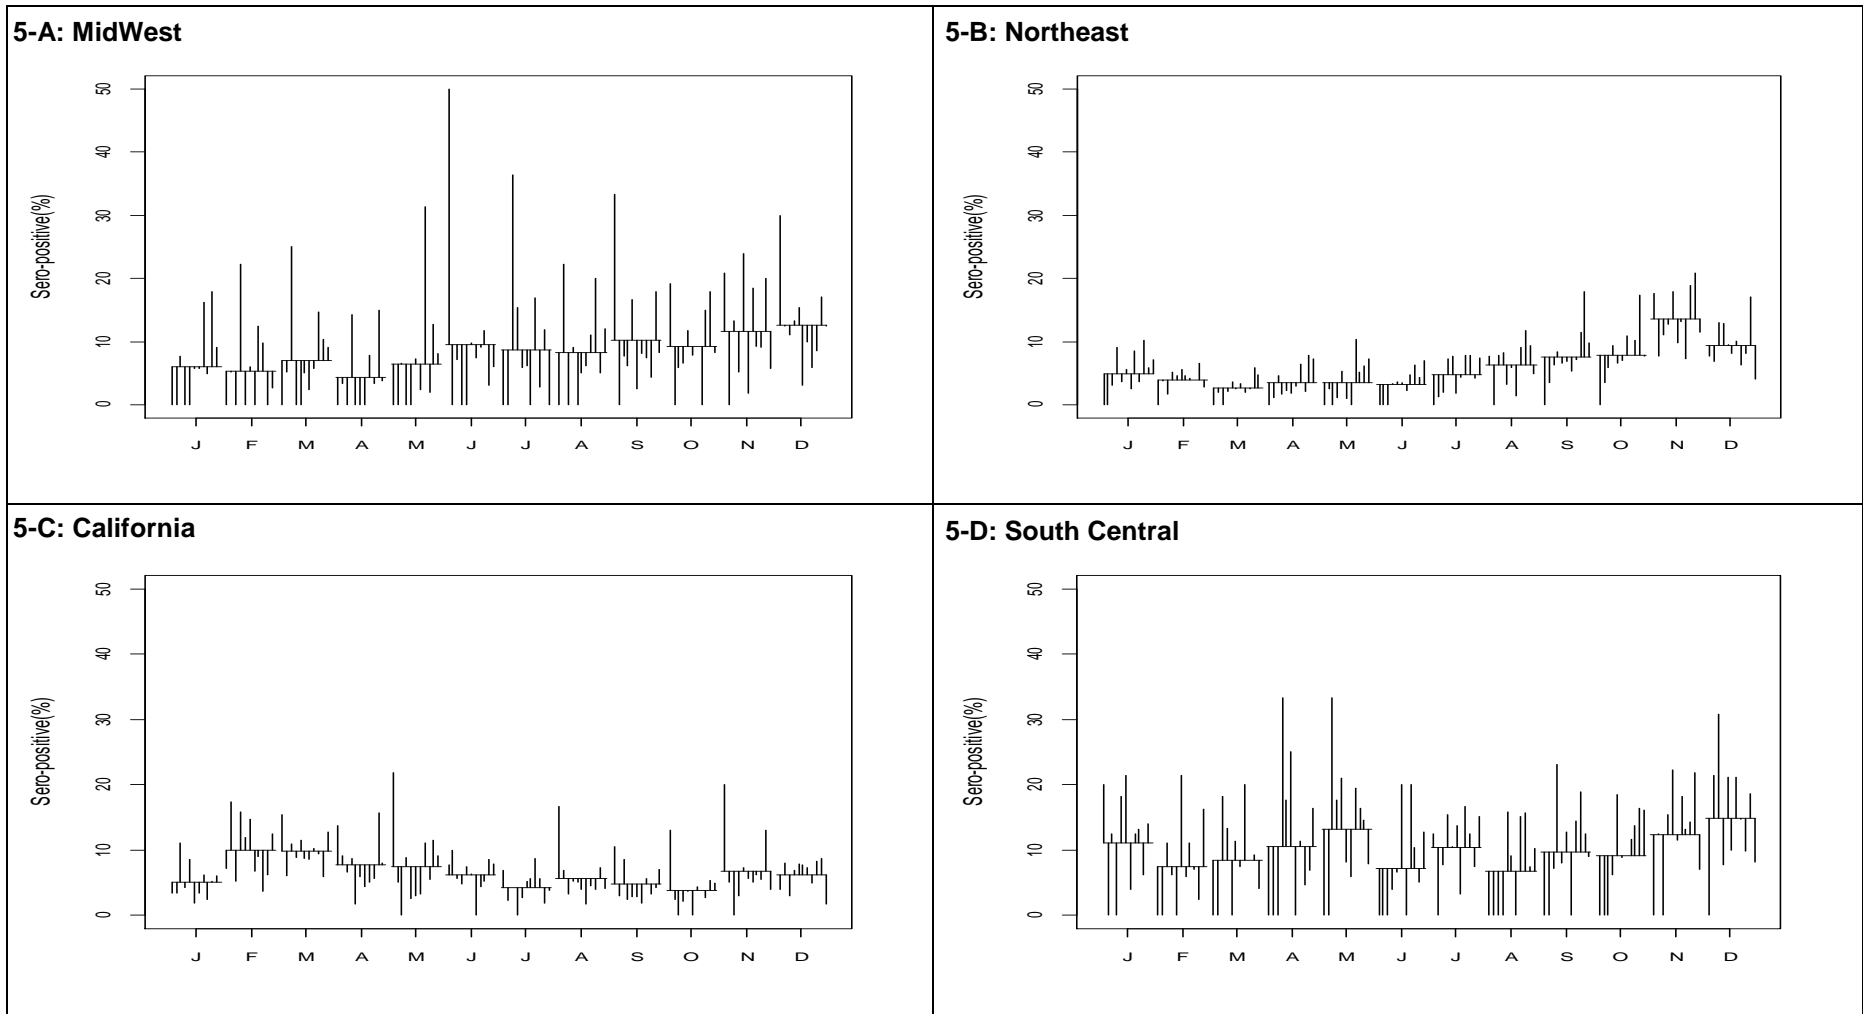 5-A: MidWest
Sero-positive(%)
50
40
30
20
10
0
J F M A M J J A S O N D
5-B: Northeast
Sero-positive(%)
50
40
30
20
10
0
J F M A M J J A S O N D
5-C: California
Sero-positive(%)
50
40
30
20
10
0
J F M A M J J A S O N D
5-D: South Central
Sero-positive(%)
50
40
30
20
10
0
J F M A M J J A S O N D